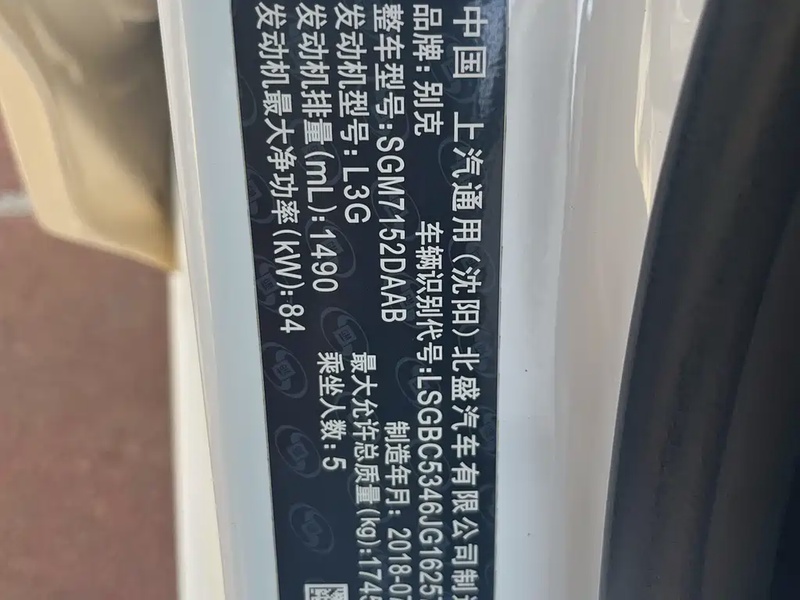 中国 上汽通用(沈阳)北盛汽车有限公司制造
品牌:别克 车辆识别代号:LSGBC5346JG1625
整车型号:SGM7152DAAB 制造年月:2018-07
发动机型号:L3G 最大允许总质量(kg):1745
发动机排量(mL):1490 乘坐人数:5
发动机最大净功率(kW):84